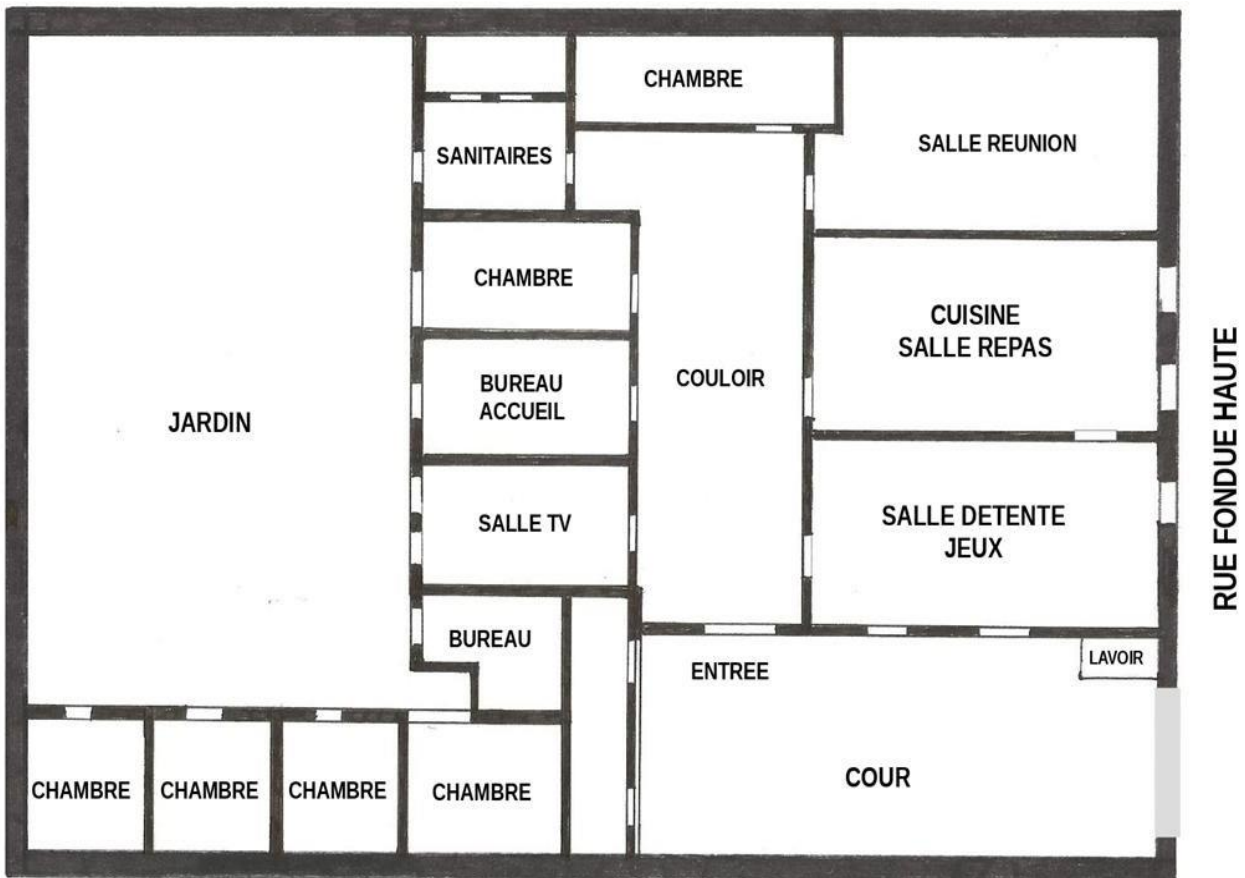 CHAMBRE
SALLE REUNION
SANITAIRES
CHAMBRE
CUISINE
SALLE REPAS
COULOIR
BUREAU
ACCUEIL
JARDIN
SALLE TV
SALLE DETENTE
JEUX
RUE FONDUE HAUTE
BUREAU
ENTREE
LAVOIR
COUR
CHAMBRE
CHAMBRE
CHAMBRE
CHAMBRE